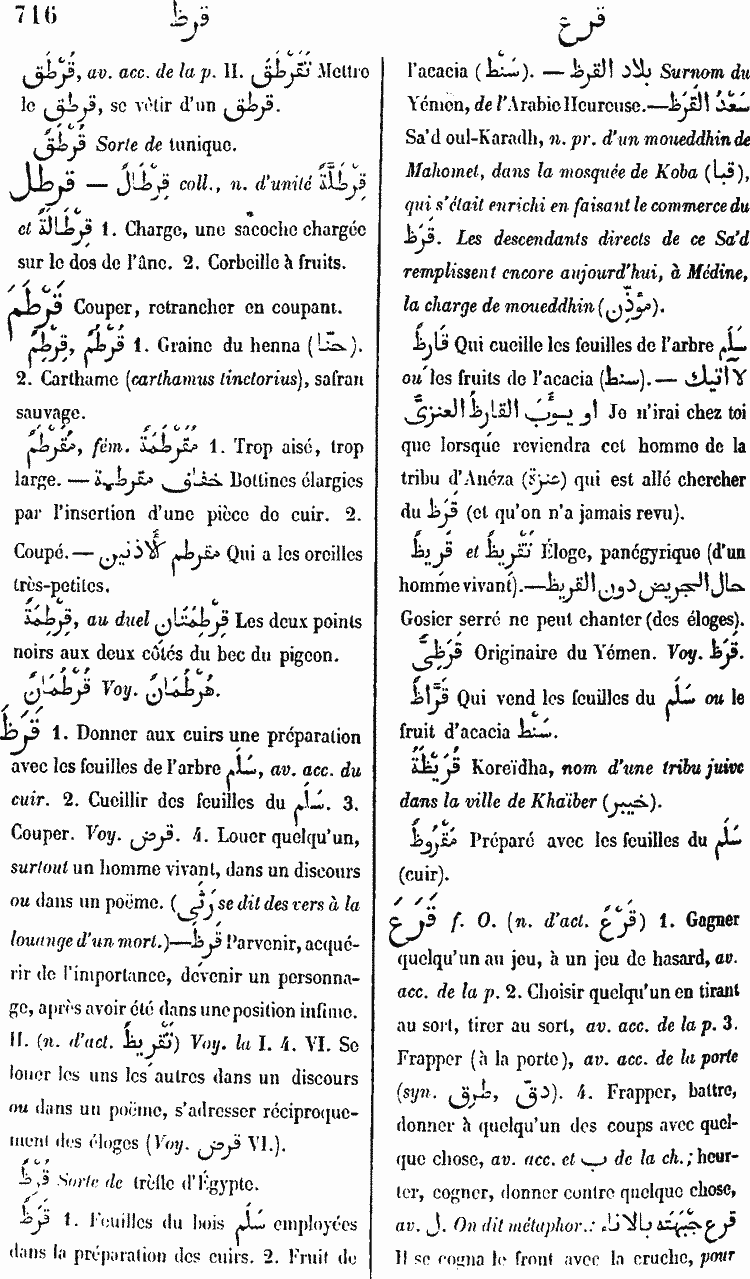 716 قرظ قرع
قُرْطَقَ, av. acc. de la p. II. تَقَرْطَقَ Mettre
le قرطق, se vêtir d'un قرطق.
قُرْطَقٌ Sorte de tunique.
قرطل — قِرْطَالٌ coll., n. d'unité قِرْطَلَّةٌ
et قِرْطَالَةٌ 1. Charge, une sacoche chargée
sur le dos de l'âne. 2. Corbeille à fruits.
قَرْطَمَ Couper, retrancher en coupant.
قِرْطِمٌ, قُرْطُمٌ 1. Graine du henna (حنّا).
2. Carthame (carthamus tinctorius), safran
sauvage.
مُقَرْطَمٌ, fém. مُقَرْطَمَةٌ 1. Trop aisé, trop
large. — خفاف مقرطمة Bottines élargies
par l'insertion d'une pièce de cuir. 2.
Coupé. — مقرطم الأذنين Qui a les oreilles
très-petites.
قِرْطِمَةٌ, au duel قِرْطِمَتَانِ Les deux points
noirs aux deux côtés du bec du pigeon.
قُرْطُمَانٌ Voy. هُرْطُمَانٌ.
قَرَظَ 1. Donner aux cuirs une préparation
avec les feuilles de l'arbre سَلَم, av. acc. du
cuir. 2. Cueillir des feuilles du سَلَم. 3.
Couper. Voy. قرض. 4. Louer quelqu'un,
surtout un homme vivant, dans un discours
ou dans un poëme. (رَثَى se dit des vers à la
louange d'un mort.) — قَرِظَ Parvenir, acqué-
rir de l'importance, devenir un personna-
ge, après avoir été dans une position infime.
II. (n. d'act. تَقْرِيظٌ) Voy. la I. 4. VI. Se
louer les uns les autres dans un discours
ou dans un poëme, s'adresser réciproque-
ment des éloges (Voy. قرض VI.).
قُرْظٌ Sorte de trèfle d'Égypte.
قَرَظٌ 1. Feuilles du bois سَلَم employées
dans la préparation des cuirs. 2. Fruit de
l'acacia (سَنْط). — بلاد القرظ Surnom du
Yémen, de l'Arabie Heureuse. — سَعْدُ القَرَظِ
Sa'd oul-Karadh, n. pr. d'un moueddhin de
Mahomet, dans la mosquée de Koba (قبا),
qui s'était enrichi en faisant le commerce du
قَرَظ. Les descendants directs de ce Sa'd
remplissent encore aujourd'hui, à Médine,
la charge de moueddhin (مؤذّن).
قَارِظٌ Qui cueille les feuilles de l'arbre سَلَم
ou les fruits de l'acacia (سنط). — لا اتيك
او يوُوبَ القارظُ العنزىّ Je n'irai chez toi
que lorsque reviendra cet homme de la
tribu d'Anéza (عنزة) qui est allé chercher
du قَرَظ (et qu'on n'a jamais revu).
قَرِيظٌ et تَقْرِيظٌ Éloge, panégyrique (d'un
homme vivant). — حال الجريض دون القريظ
Gosier serré ne peut chanter (des éloges).
قَرَظِىٌّ Originaire du Yémen. Voy. قَرَظ.
قَرَّاظٌ Qui vend les feuilles du سَلَم ou le
fruit d'acacia سَنْط.
قُرَيْظَةٌ Koreïdha, nom d'une tribu juive
dans la ville de Khaïber (خيبر).
مَقْرُوظٌ Préparé avec les feuilles du سَلَم
(cuir).
قَرَعَ f. O. (n. d'act. قَرْعٌ) 1. Gagner
quelqu'un au jeu, à un jeu de hasard, av.
acc. de la p. 2. Choisir quelqu'un en tirant
au sort, tirer au sort, av. acc. de la p. 3.
Frapper (à la porte), av. acc. de la porte
(syn. دقّ, طرق). 4. Frapper, battre,
donner à quelqu'un des coups avec quel-
que chose, av. acc. et ب de la ch.; heur-
ter, cogner, donner contre quelque chose,
av. ل. On dit métaphor.: قرع جَبْهَتَهُ بالاناء
Il se cogna le front avec la cruche, pour